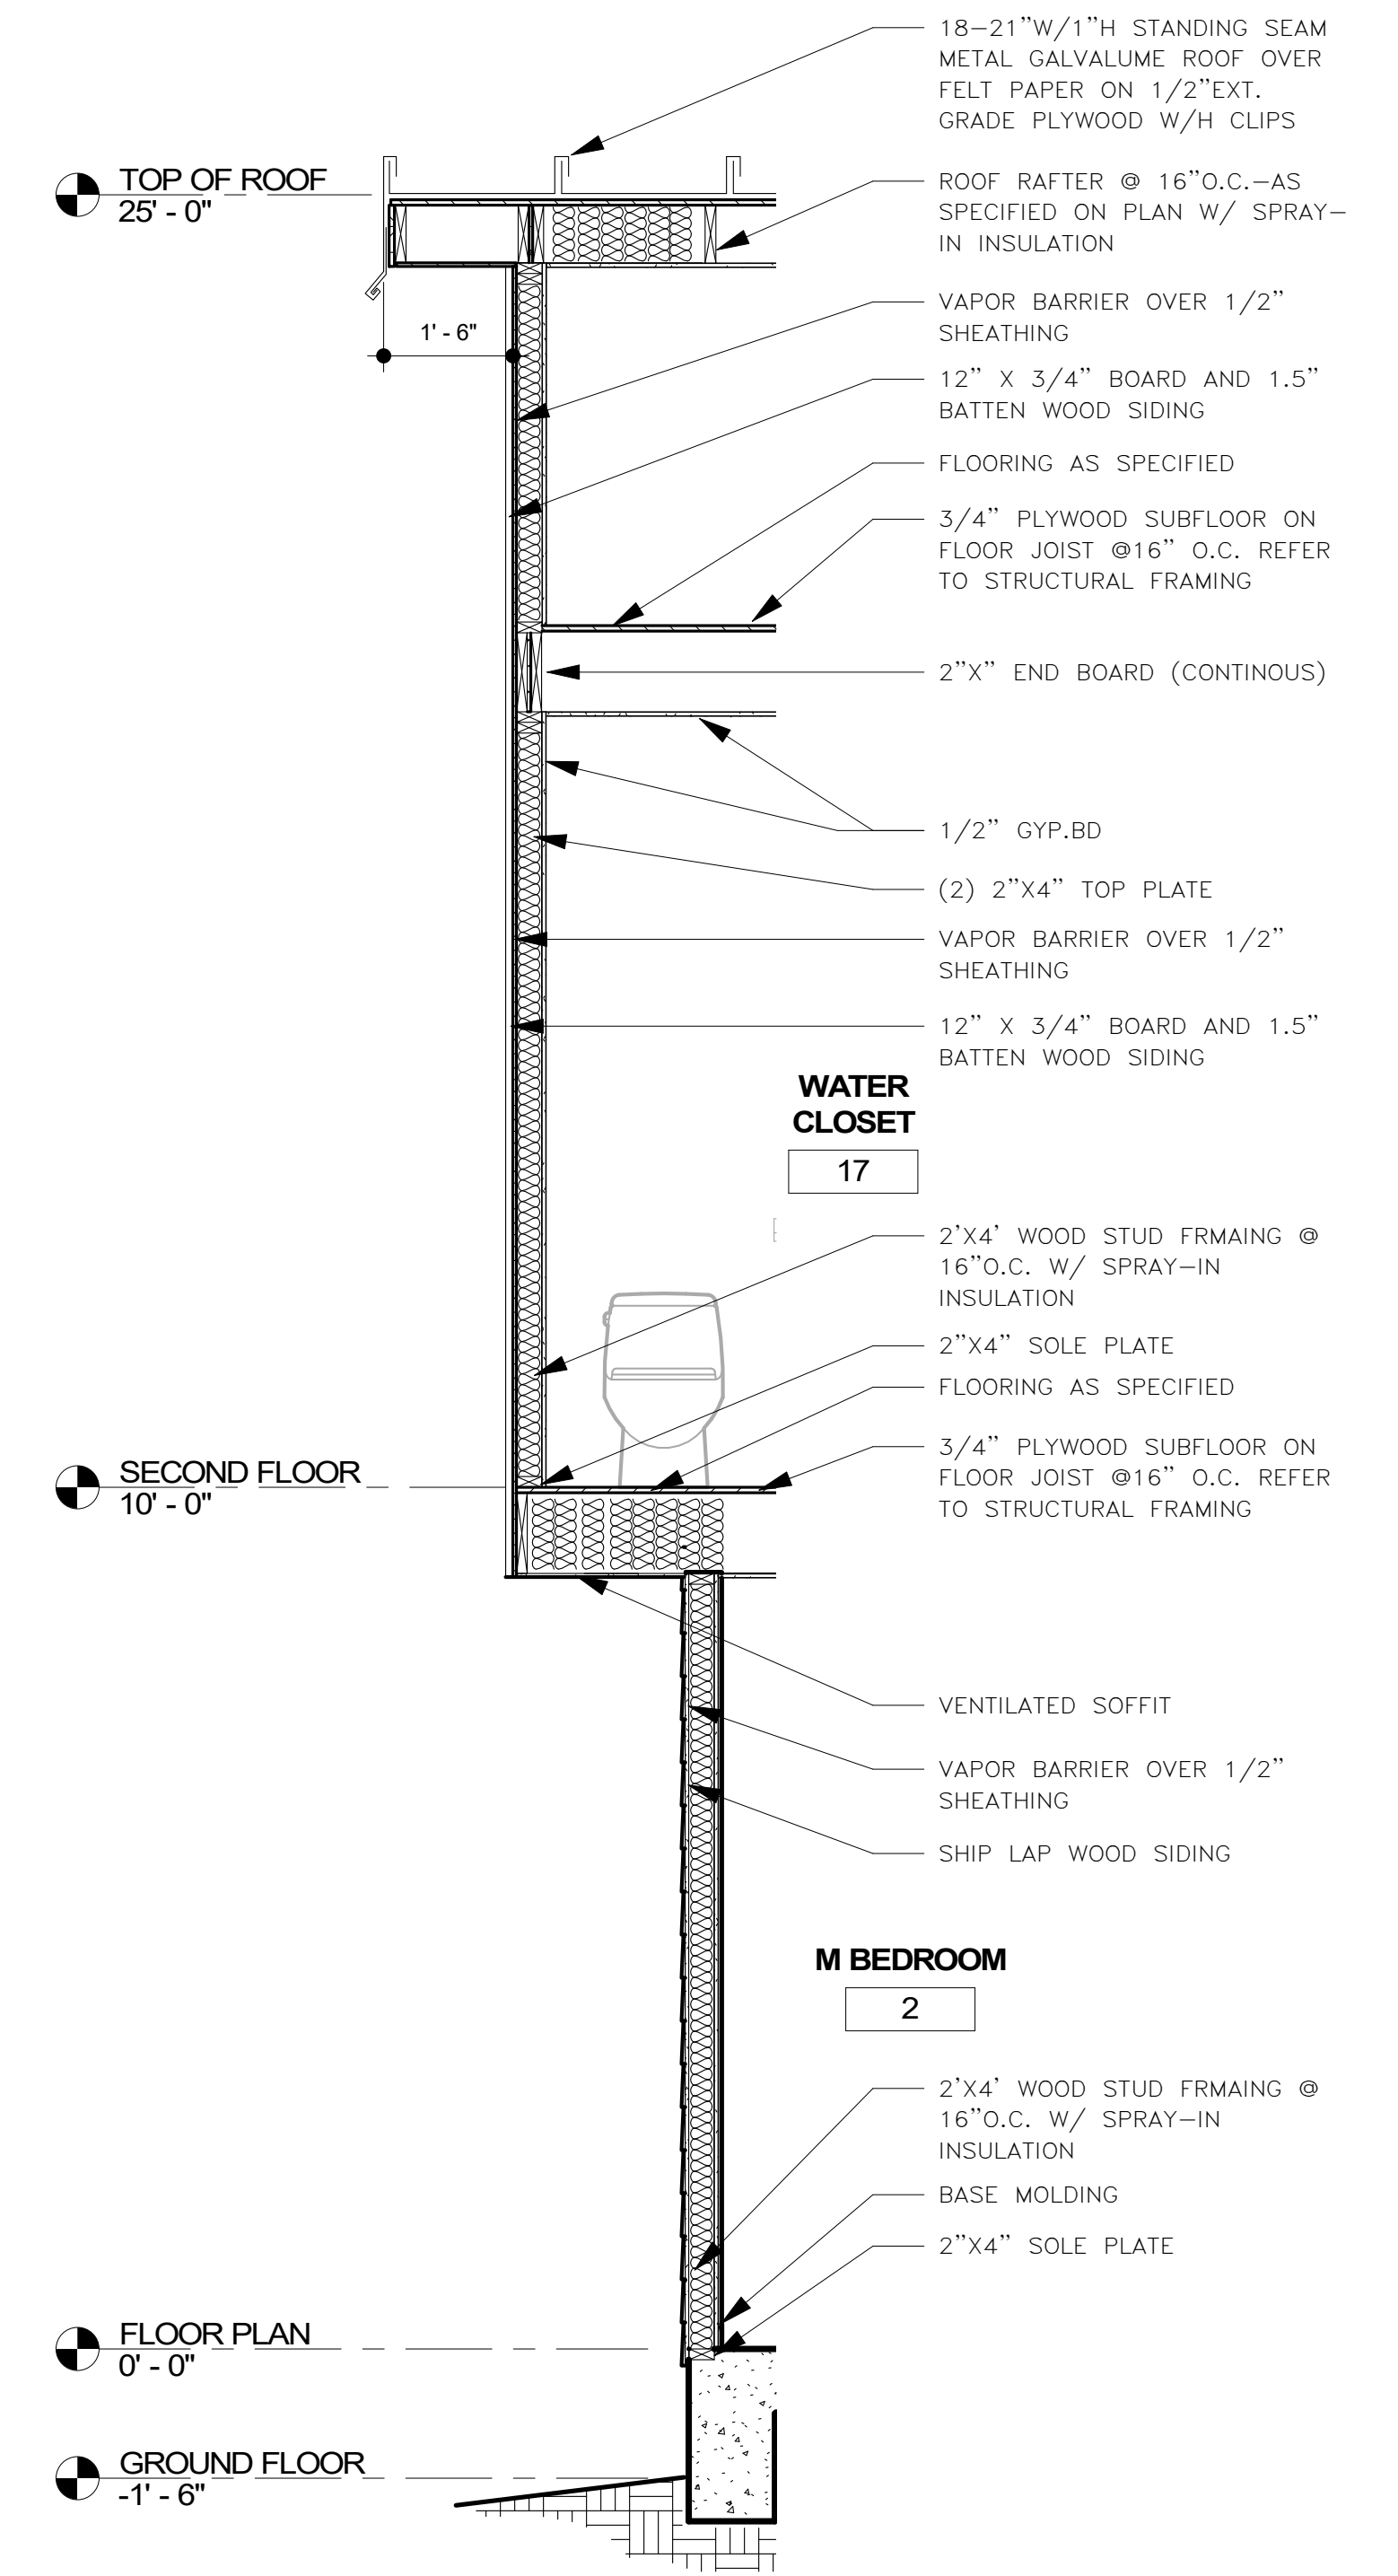 18-21"W/1"H STANDING SEAM
METAL GALVALUME ROOF OVER
FELT PAPER ON 1/2"EXT.
GRADE PLYWOOD W/H CLIPS
TOP OF ROOF
25' - 0"
ROOF RAFTER @ 16"O.C.-AS
SPECIFIED ON PLAN W/ SPRAY-
IN INSULATION
VAPOR BARRIER OVER 1/2"
SHEATHING
1' - 6"
12" X 3/4" BOARD AND 1.5"
BATTEN WOOD SIDING
FLOORING AS SPECIFIED
3/4" PLYWOOD SUBFLOOR ON
FLOOR JOIST @16" O.C. REFER
TO STRUCTURAL FRAMING
2"X" END BOARD (CONTINOUS)
1/2" GYP.BD
(2) 2"X4" TOP PLATE
VAPOR BARRIER OVER 1/2"
SHEATHING
12" X 3/4" BOARD AND 1.5"
BATTEN WOOD SIDING
WATER
CLOSET
17
2'X4' WOOD STUD FRMAING @
16"O.C. W/ SPRAY-IN
INSULATION
2"X4" SOLE PLATE
FLOORING AS SPECIFIED
3/4" PLYWOOD SUBFLOOR ON
FLOOR JOIST @16" O.C. REFER
TO STRUCTURAL FRAMING
SECOND FLOOR
10' - 0"
VENTILATED SOFFIT
VAPOR BARRIER OVER 1/2"
SHEATHING
SHIP LAP WOOD SIDING
M BEDROOM
2
2'X4' WOOD STUD FRMAING @
16"O.C. W/ SPRAY-IN
INSULATION
BASE MOLDING
2"X4" SOLE PLATE
FLOOR PLAN
0' - 0"
GROUND FLOOR
-1' - 6"